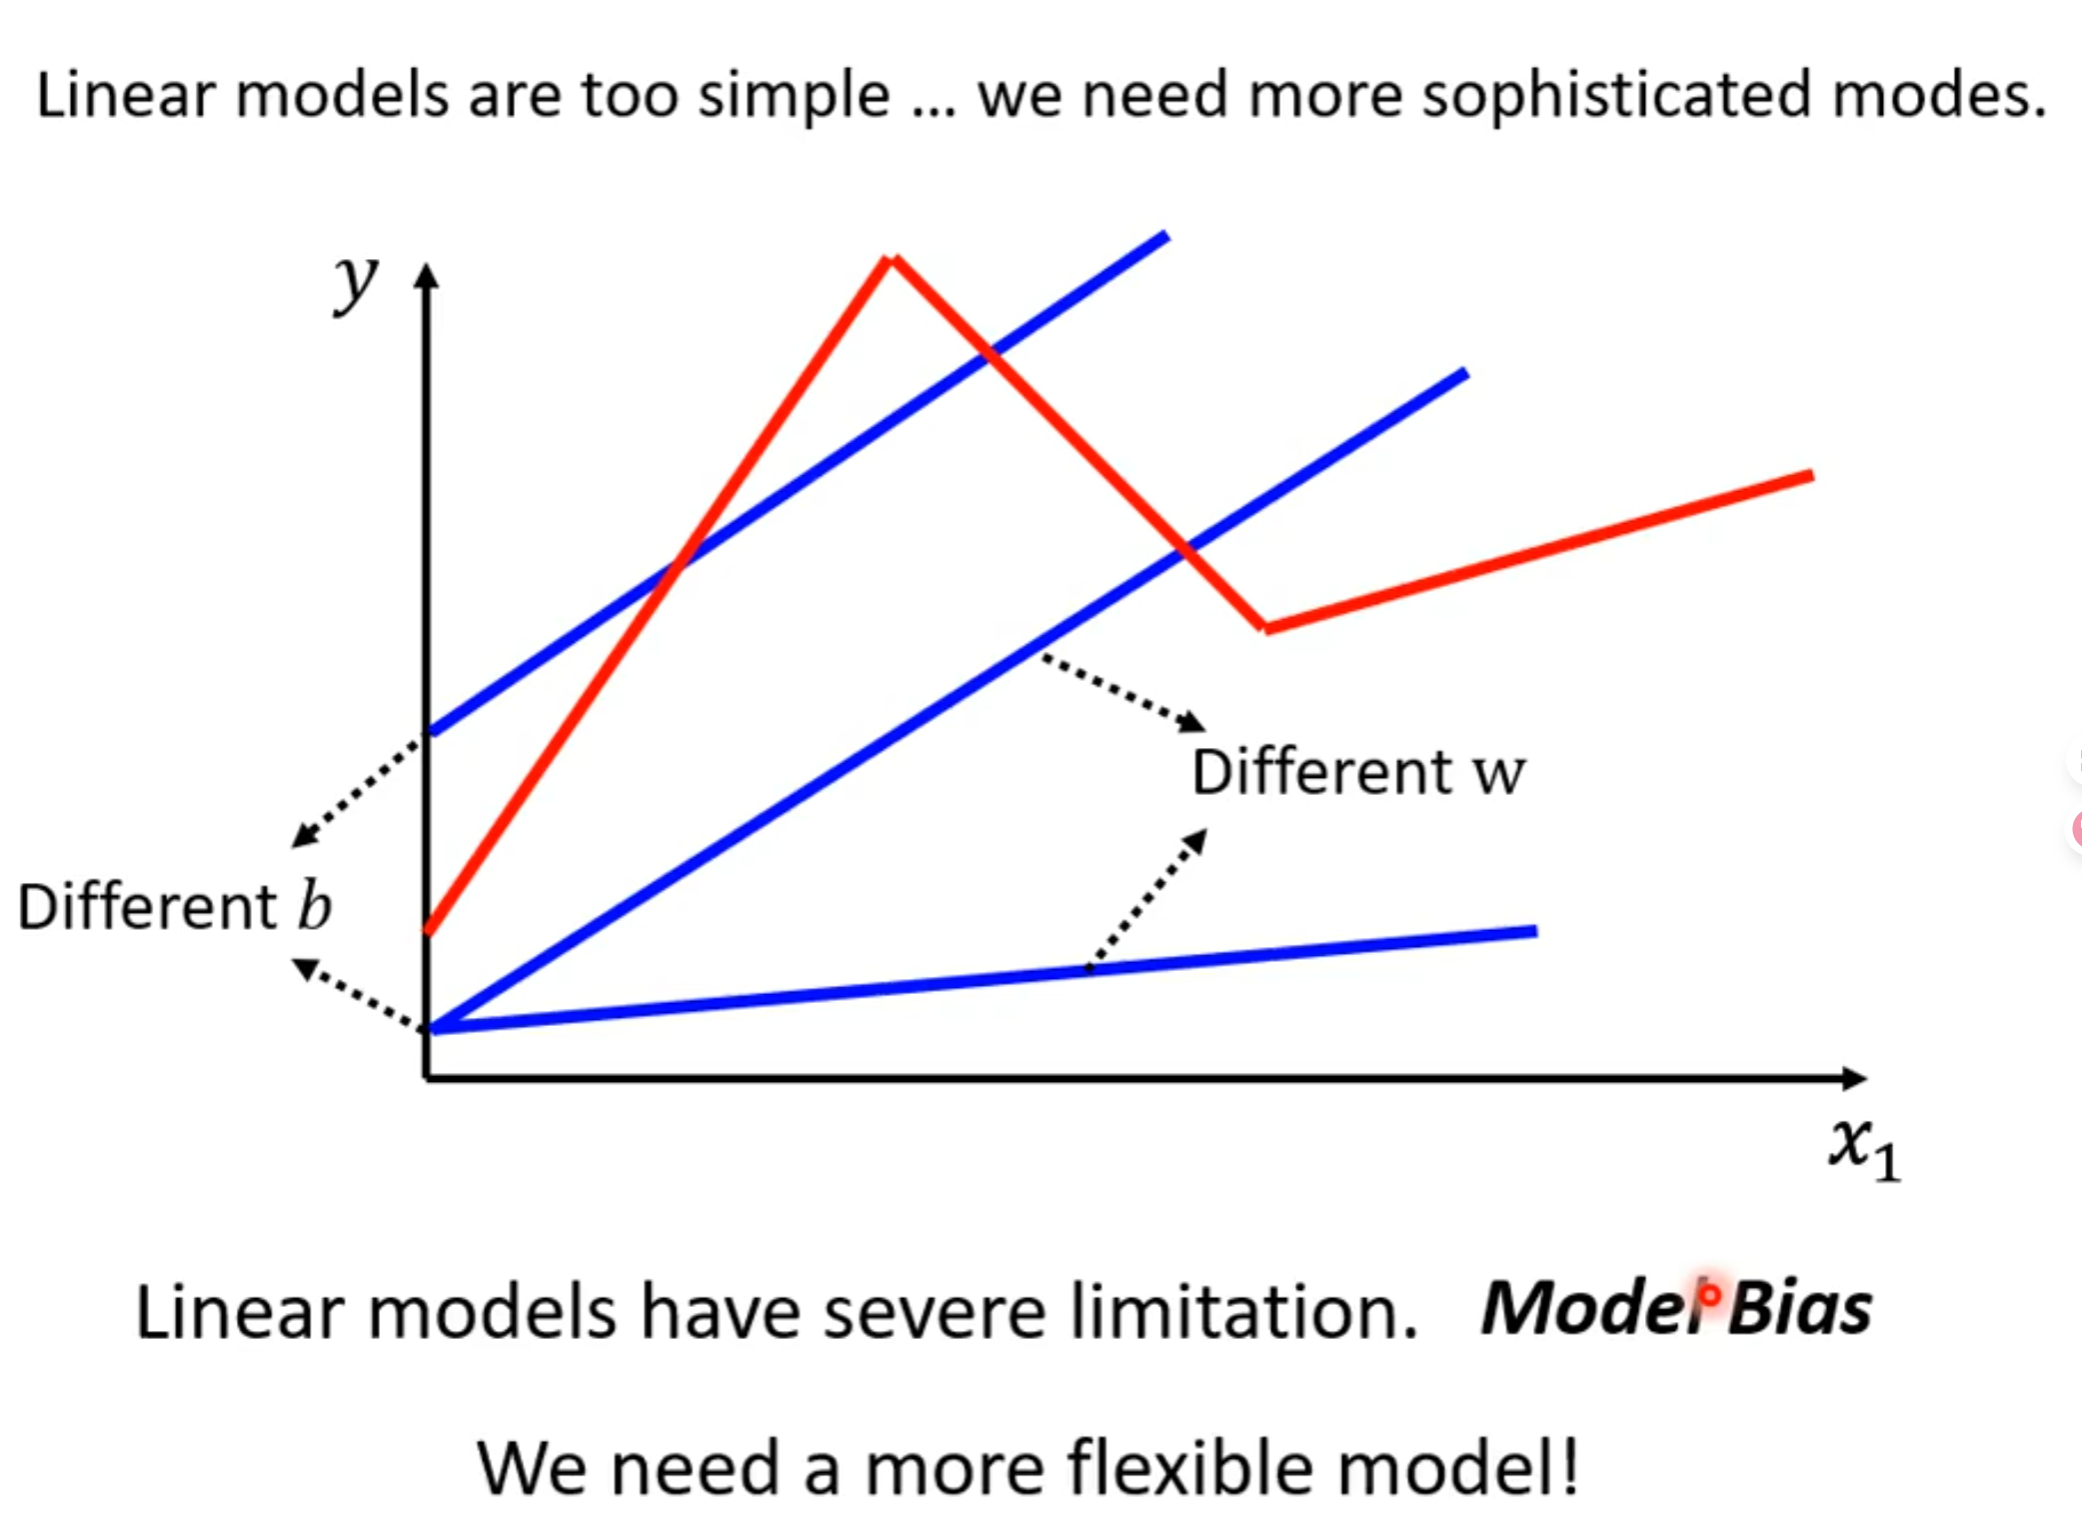 Linear models are too simple ... we need more sophisticated modes.
y
Different w
Different b
x₁
Linear models have severe limitation. Model Bias
We need a more flexible model!